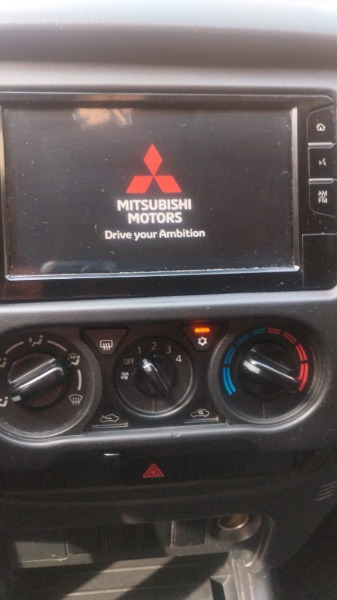 MITSUBISHI
MOTORS
Drive your Ambition
AM
FM
OFF
1
2
3
4